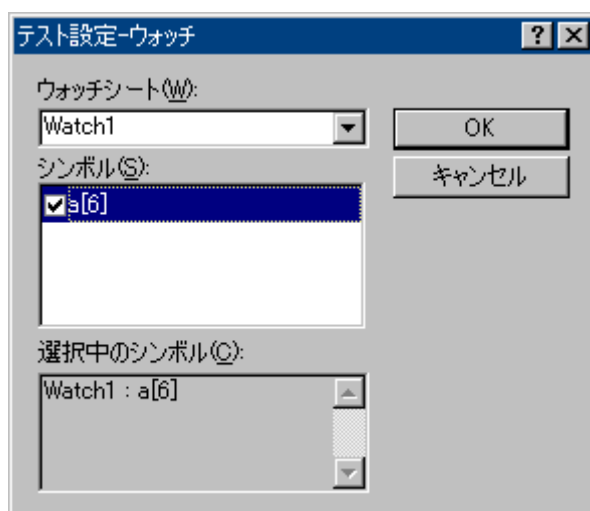 テスト設定-ウォッチ
ウォッチシート(W):
Watch1
OK
シンボル(S):
キャンセル
a[6]
選択中のシンボル(C):
Watch1 : a[6]